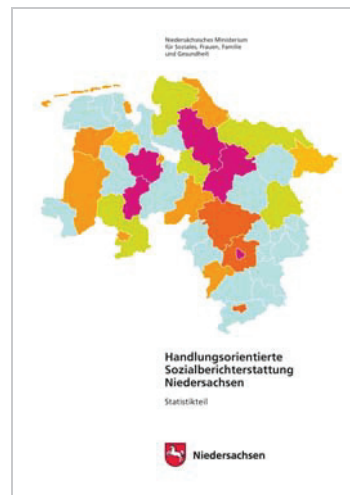 Niedersächsisches Ministerium
für Soziales, Frauen, Familie
und Gesundheit
Handlungsorientierte
Sozialberichterstattung
Niedersachsen
Statistikteil
Niedersachsen